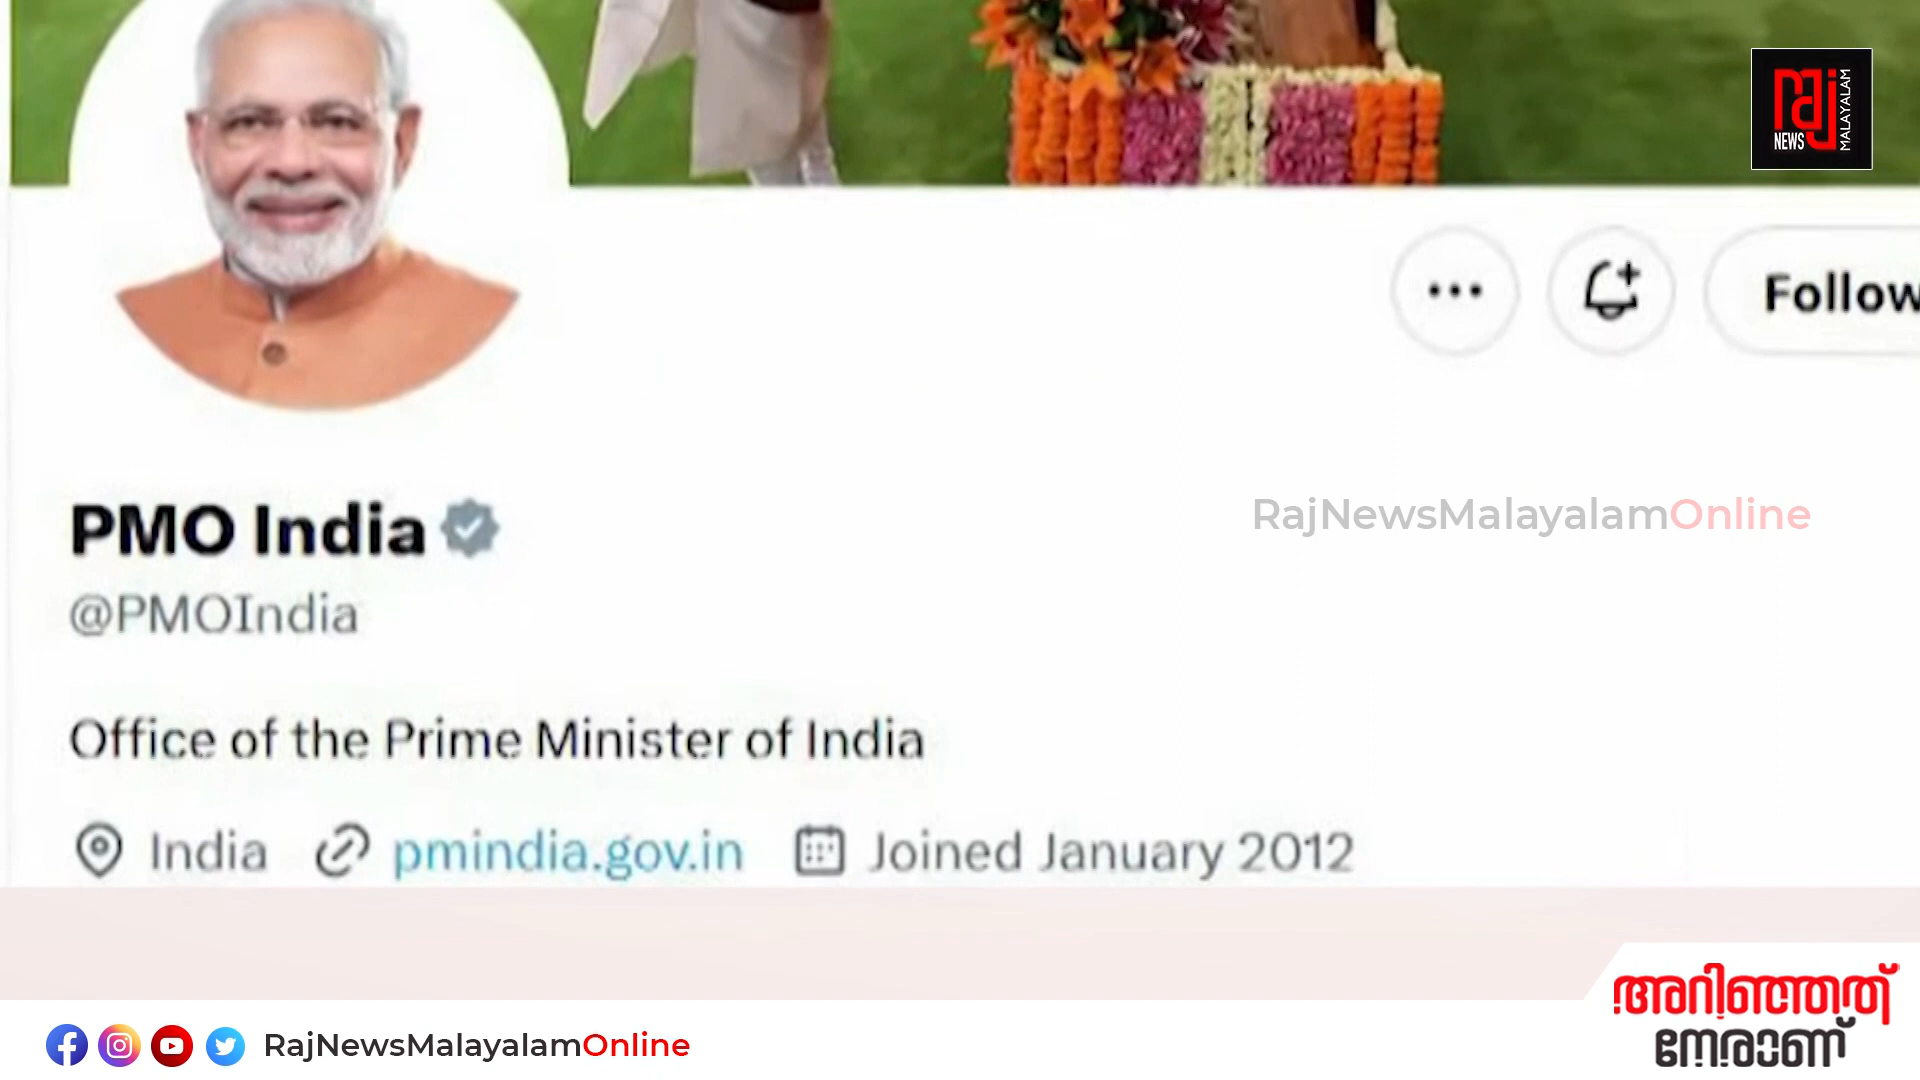 raj
NEWS
MALAYALAM
Follow
PMO India
@PMOIndia
RajNewsMalayalamOnline
Office of the Prime Minister of India
India pmindia.gov.in Joined January 2012
അറിഞ്ഞത്
നേരാണ്
RajNewsMalayalamOnline